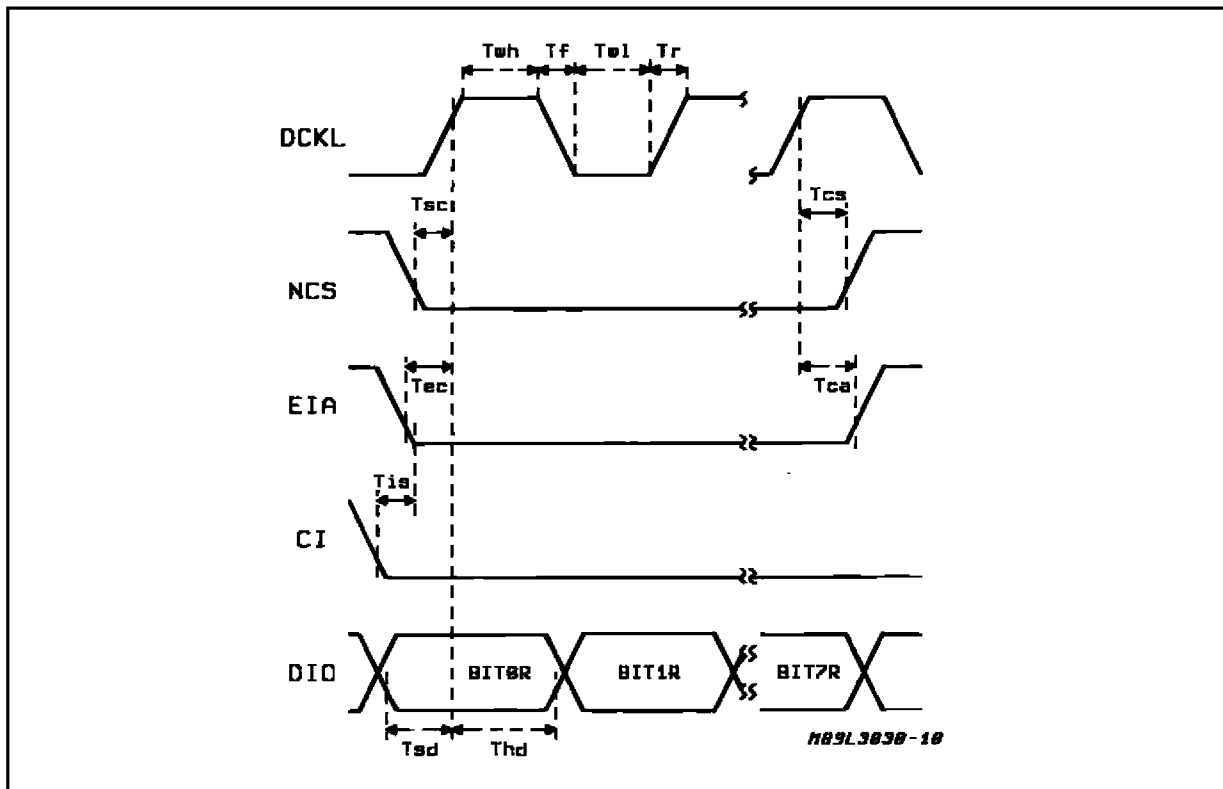 Twh Tf Twl Tr
DCKL
Tsc Tcs
NCS
Tec Tca
EIA
Tis
CI
DIO BIT0R BIT1R BIT7R
Tsd Thd
M89L3030-10